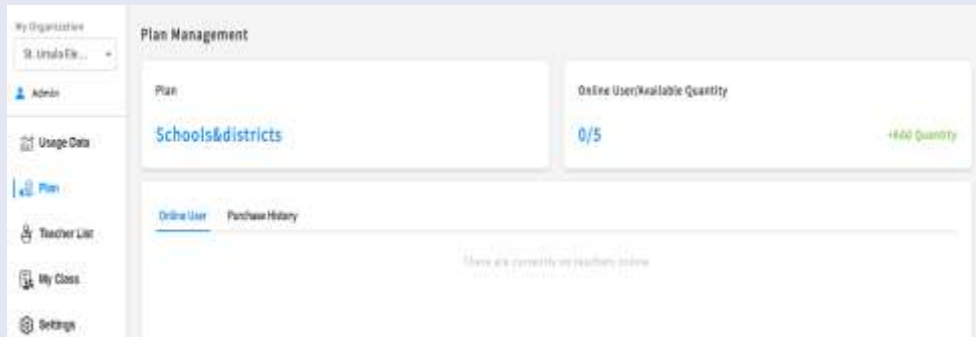 My Organization
St. Ursula Ele...
Admin
Usage Data
Plan
Teacher List
My Class
Settings
Plan Management
Plan
Schools&districts
Online User/Available Quantity
0/5
+Add Quantity
Online User
Purchase History
There are currently no teachers online